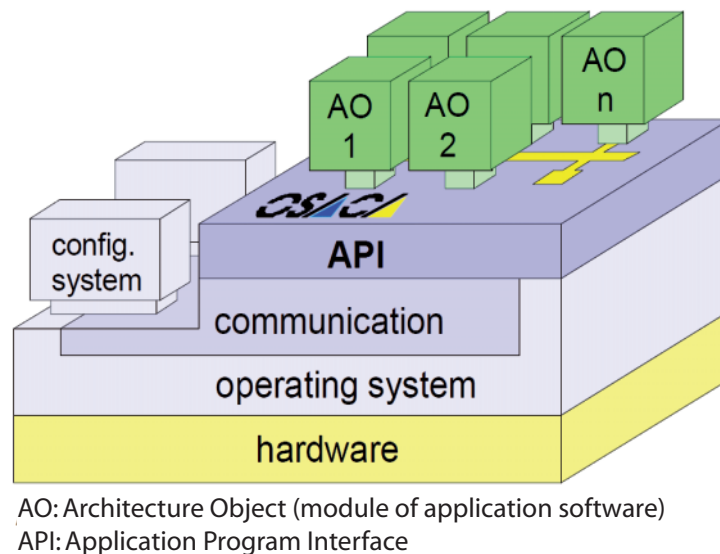 AO
1
AO
2
AO
n
OSACA
config.
system
API
communication
operating system
hardware
AO: Architecture Object (module of application software)
API: Application Program Interface